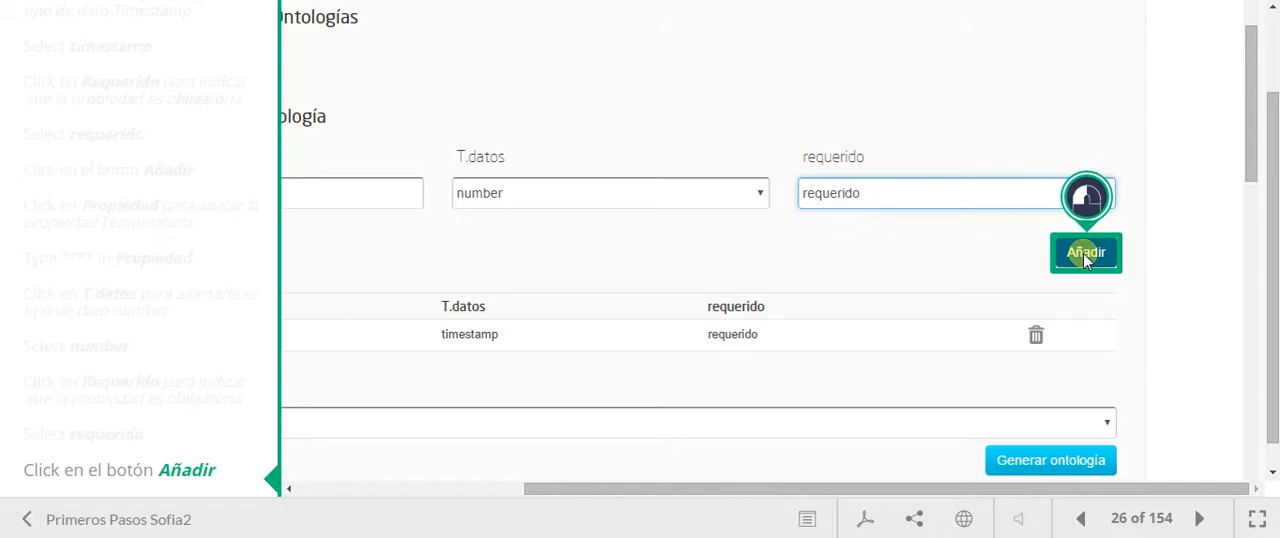 tipo de daro Timestamp
Select timestamp
Click en Requerido para indicar
que la propiedad es obligatoria
Select requerido
Click en el botón Añadir
Click en Propiedad para añadir la
propiedad Temperatura
Type **** in Propiedad
Click en T.datos para asignarle el
tipo de daro number
Select number
Click en Requerido para indicar
que la propiedad es obligatoria
Select requerido
Click en el botón Añadir
Ontologías
ología
T.datos requerido
number requerido
Añadir
T.datos requerido
timestamp requerido
Generar ontología
Primeros Pasos Sofia2
26 of 154